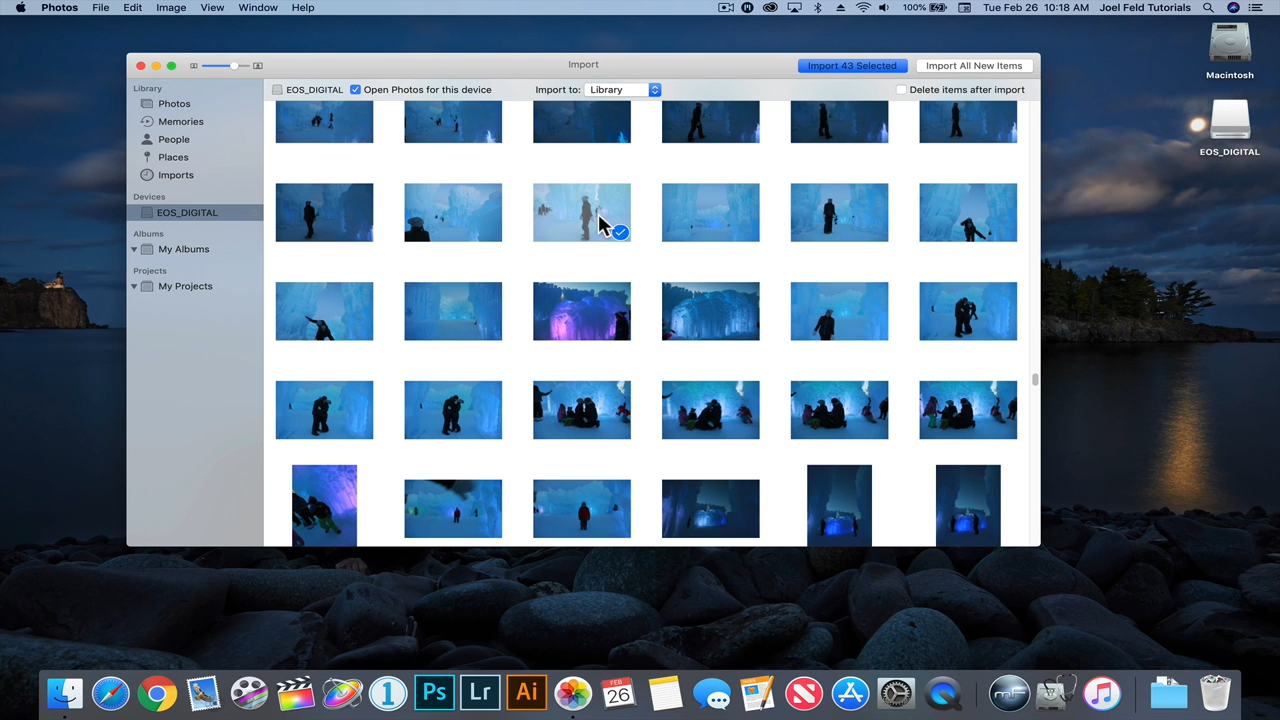 Photos File Edit Image View Window Help 100% Tue Feb 26 10:18 AM Joel Feld Tutorials
Macintosh
EOS_DIGITAL
Import
Import 43 Selected
Import All New Items
Library
Photos
Memories
People
Places
Imports
Devices
EOS_DIGITAL
Albums
My Albums
Projects
My Projects
EOS_DIGITAL Open Photos for this device Import to: Library Delete items after import
1 Ps Lr Ai FEB 26